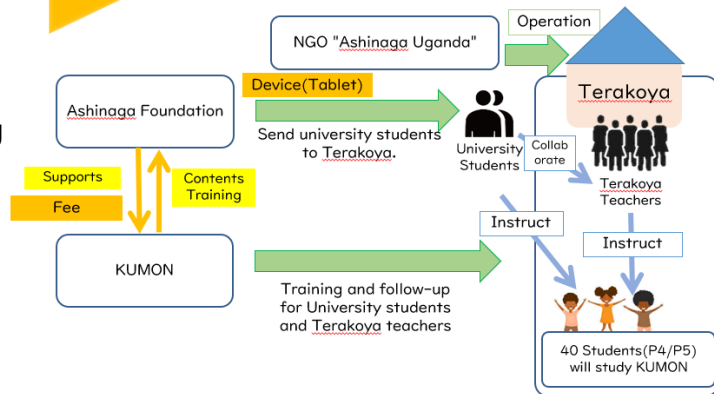 Operation
NGO "Ashinaga Uganda"
Terakoya
Device(Tablet)
Ashinaga Foundation
Send university students
to Terakoya.
University
Students
Collab
orate
Terakoya
Teachers
Supports
Fee
Contents
Training
Instruct
Instruct
KUMON
Training and follow-up
for University students
and Terakoya teachers
40 Students(P4/P5)
will study KUMON